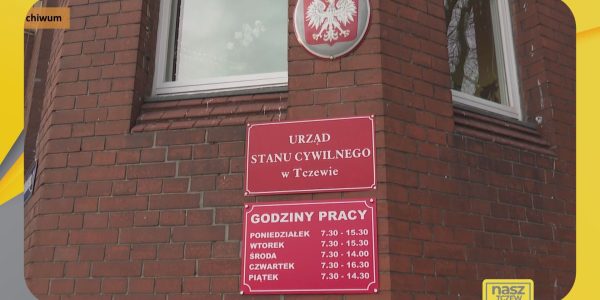 chiwum
URZĄD
STANU CYWILNEGO
w Tczewie
GODZINY PRACY
PONIEDZIAŁEK 7.30 - 15.30
WTOREK 7.30 - 15.30
ŚRODA 7.30 - 14.00
CZWARTEK 7.30 - 16.30
PIĄTEK 7.30 - 14.30
nasz
TCZEW